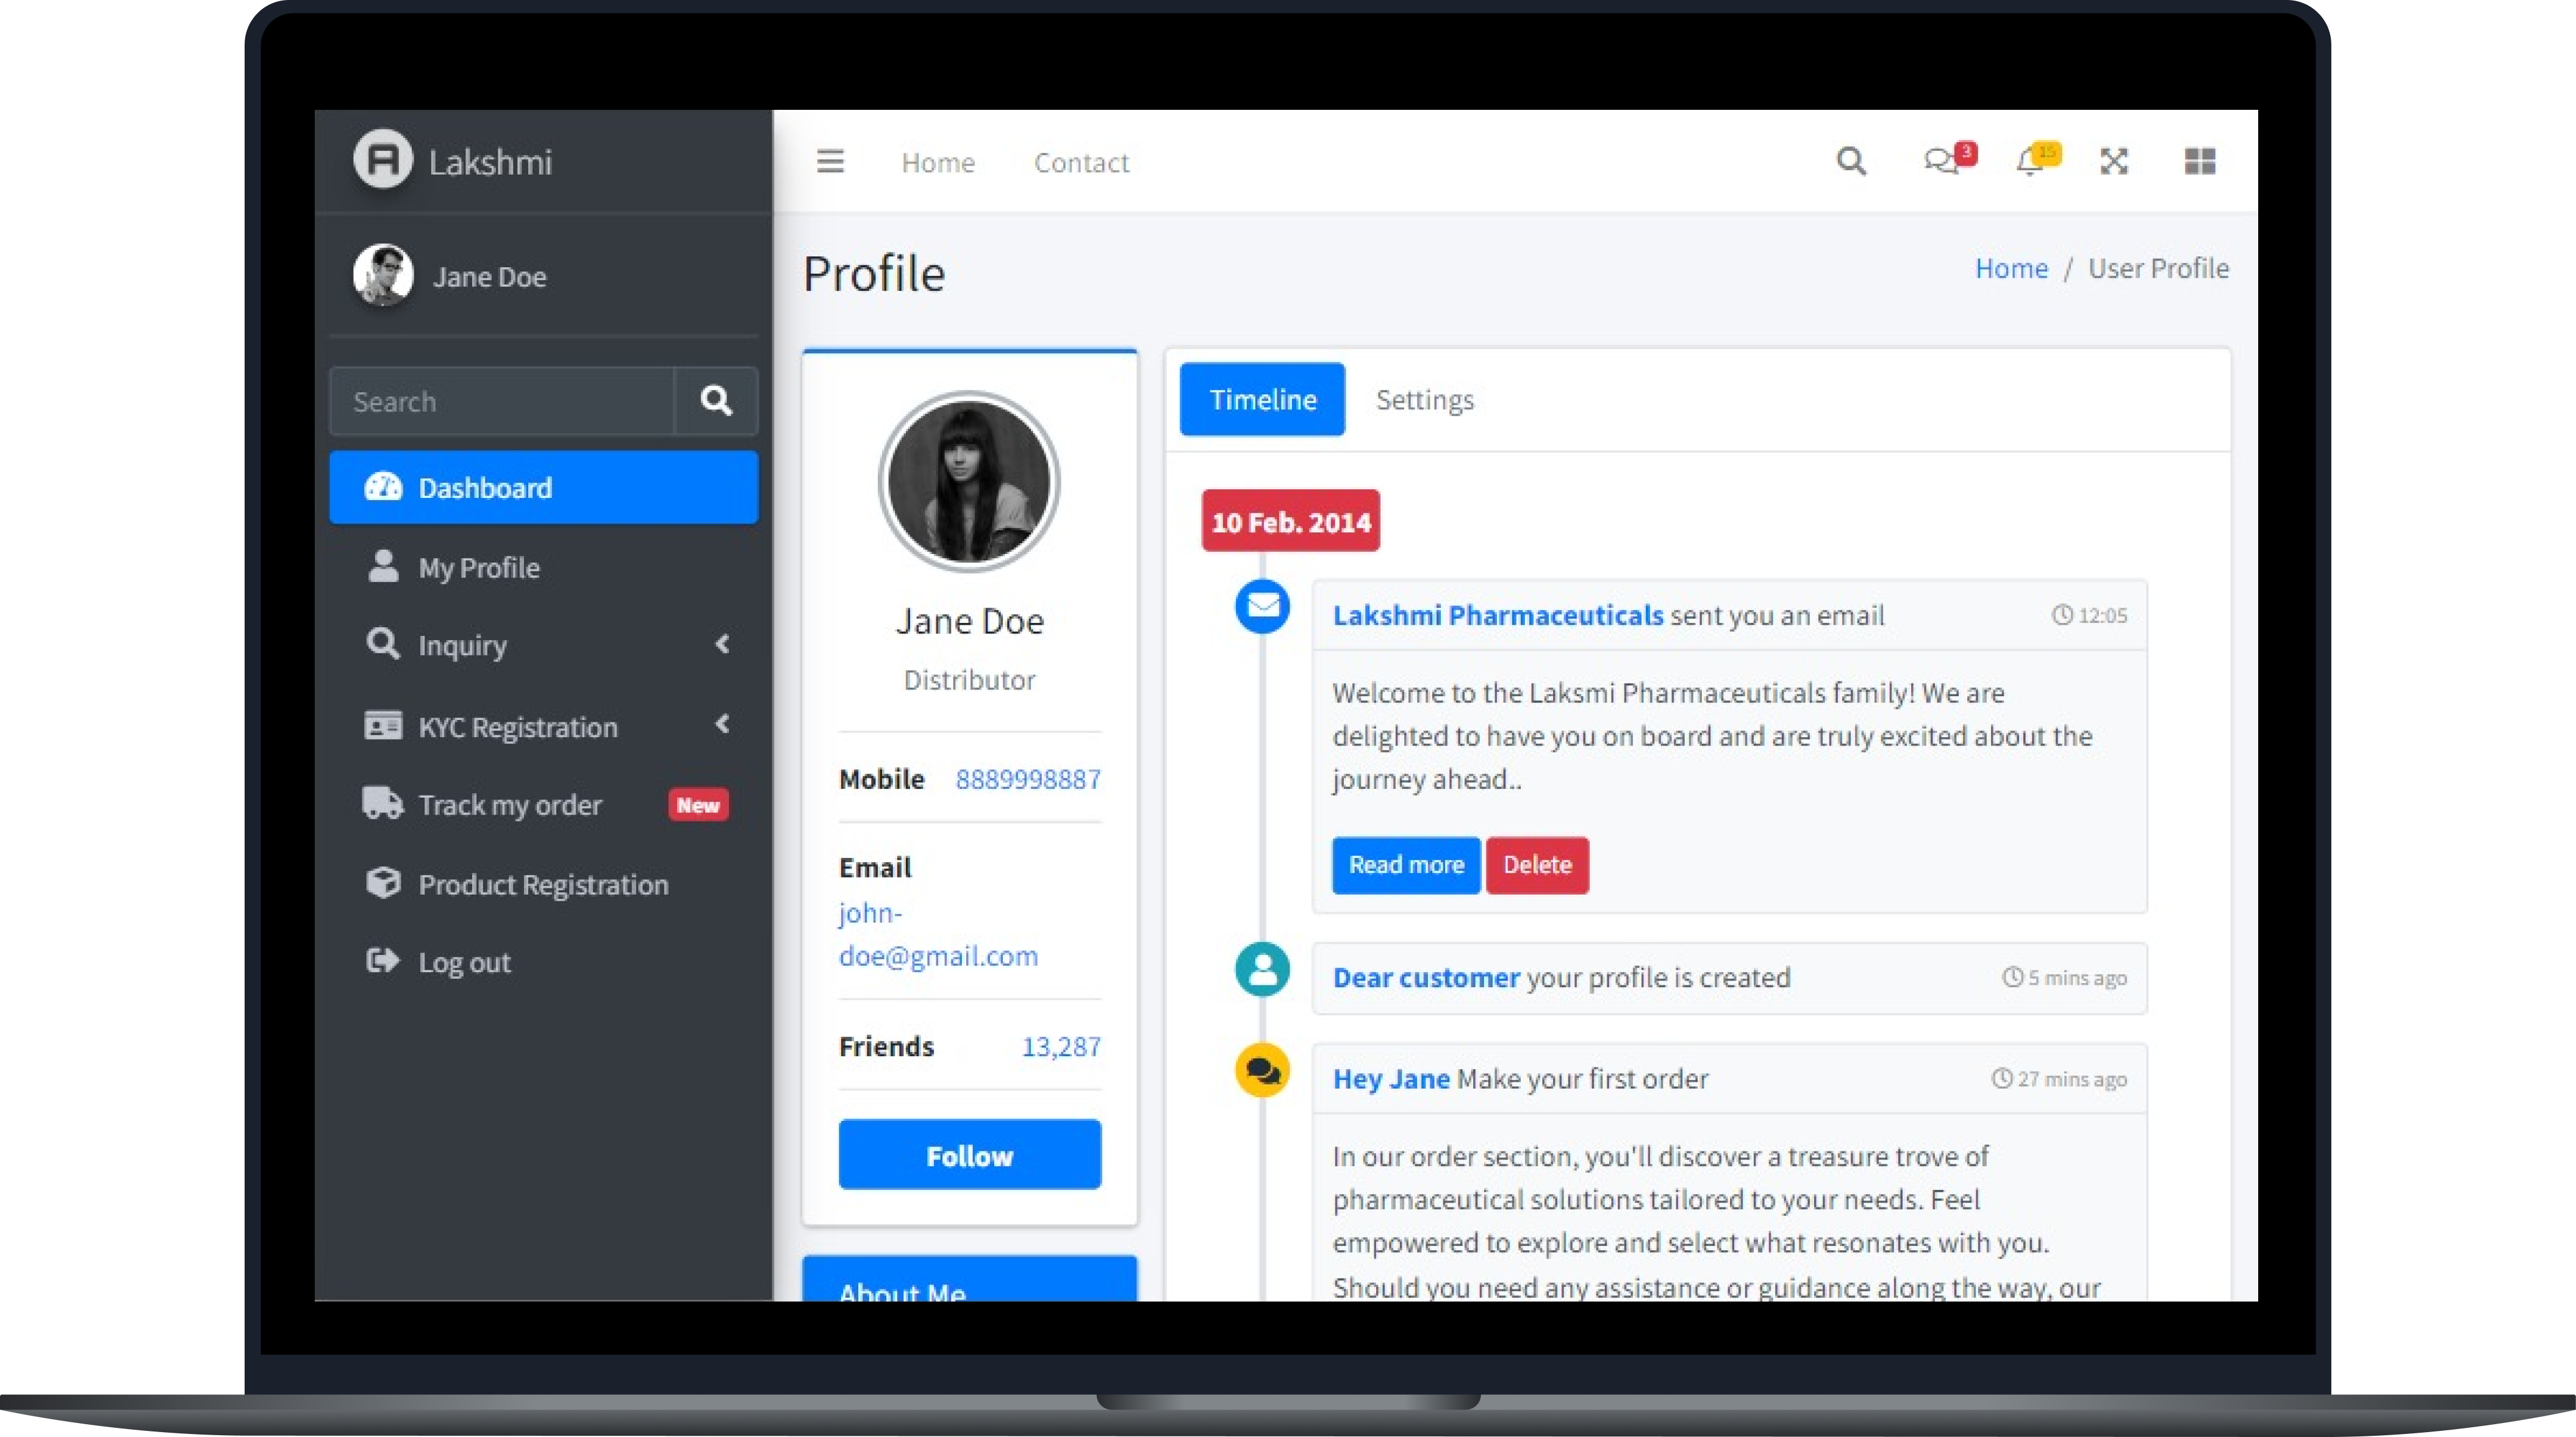 Lakshmi
Jane Doe
Search
Dashboard
My Profile
Inquiry
KYC Registration
Track my order New
Product Registration
Log out
Home Contact
3 15
Profile
Home / User Profile
Jane Doe
Distributor
Mobile 8889998887
Email
john-
doe@gmail.com
Friends 13,287
Follow
About Me
Timeline Settings
10 Feb. 2014
Lakshmi Pharmaceuticals sent you an email 12:05
Welcome to the Laksmi Pharmaceuticals family! We are
delighted to have you on board and are truly excited about the
journey ahead..
Read more Delete
Dear customer your profile is created 5 mins ago
Hey Jane Make your first order 27 mins ago
In our order section, you'll discover a treasure trove of
pharmaceutical solutions tailored to your needs. Feel
empowered to explore and select what resonates with you.
Should you need any assistance or guidance along the way, our